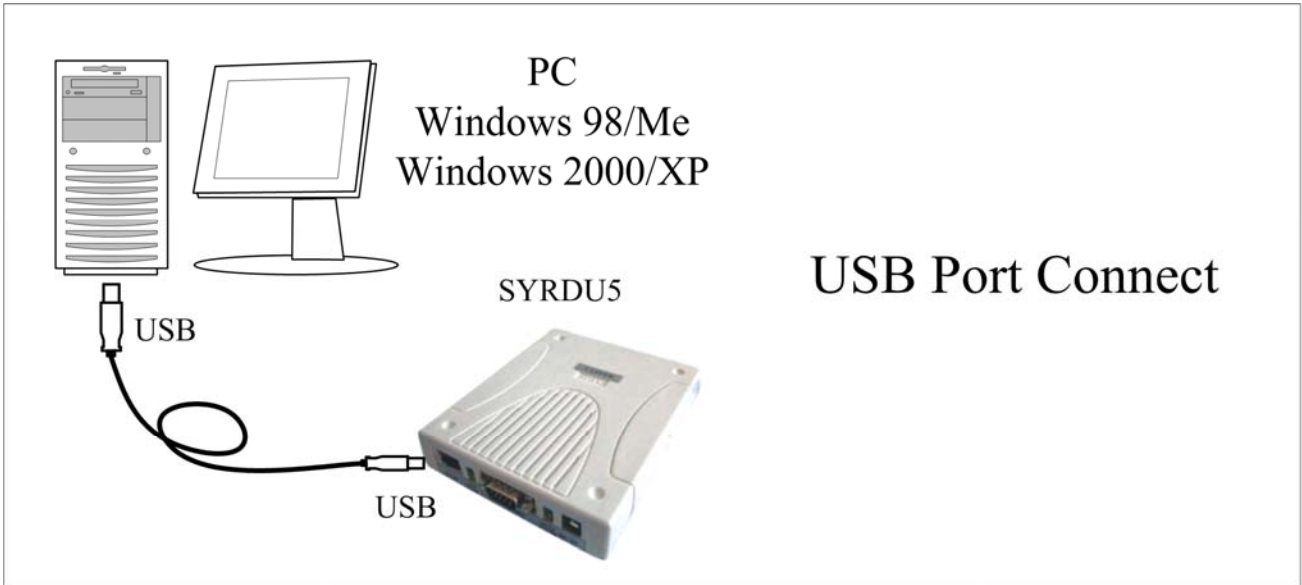 PC
Windows 98/Me
Windows 2000/XP
USB Port Connect
SYRDU5
USB
USB